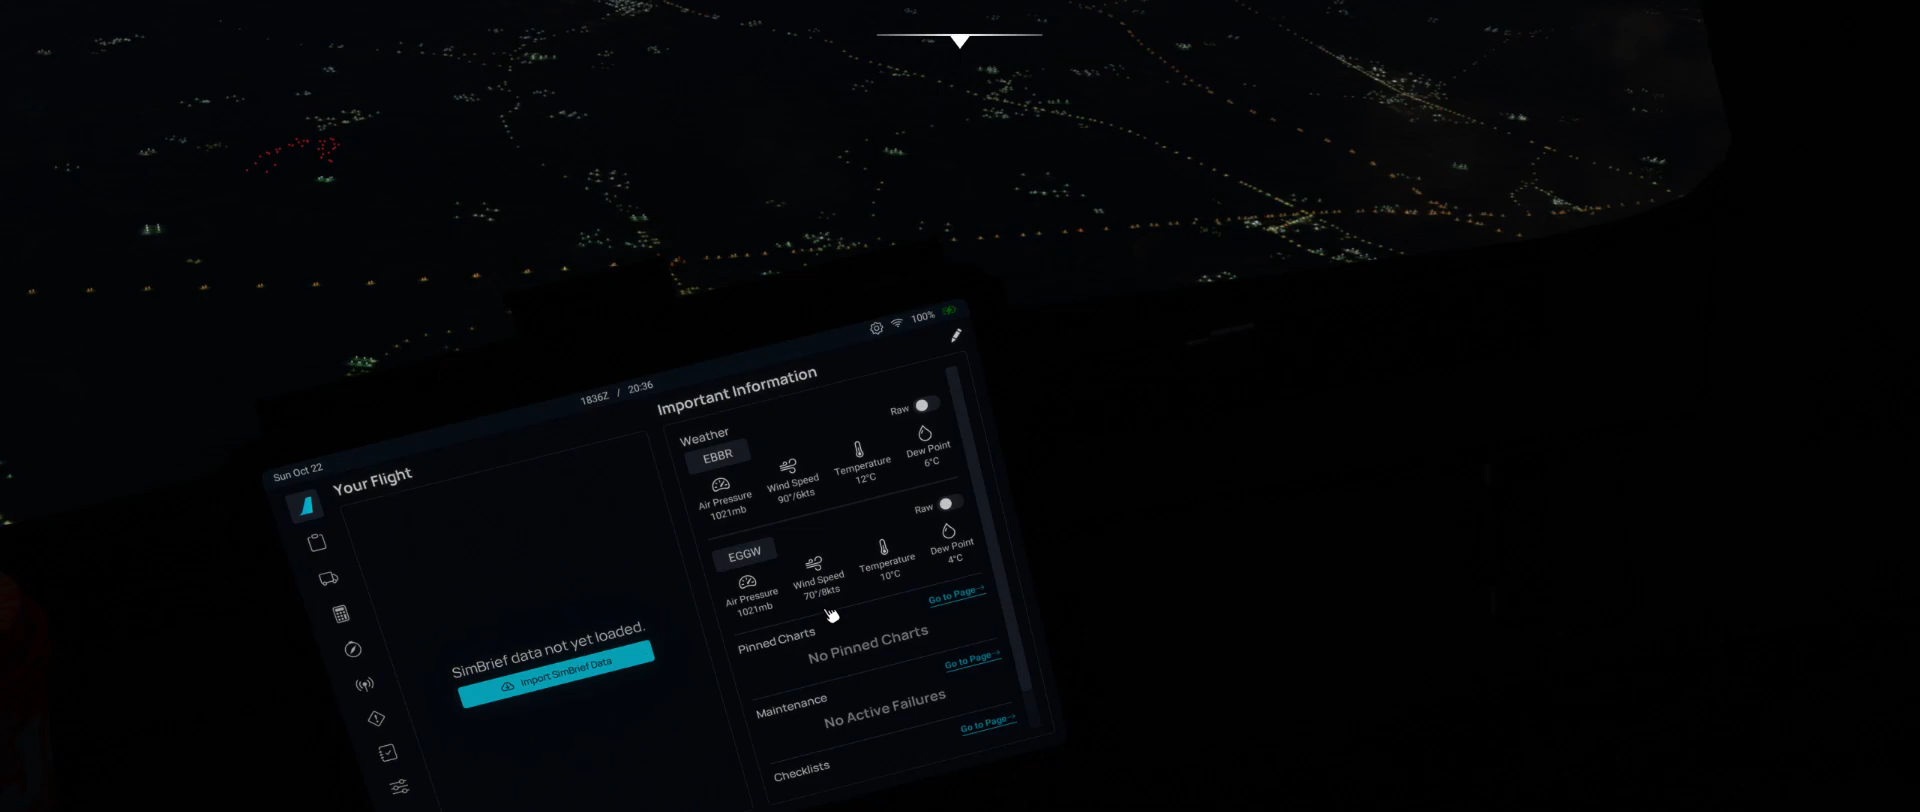 Sun Oct 22
1836Z / 20:36
100%
Your Flight
SimBrief data not yet loaded.
Import SimBrief Data
Important Information
Weather
Raw
EBBR
Air Pressure
1021mb
Wind Speed
90°/6kts
Temperature
12°C
Dew Point
6°C
Raw
EGGW
Air Pressure
1021mb
Wind Speed
70°/8kts
Temperature
10°C
Dew Point
4°C
Pinned Charts
Go to Page
No Pinned Charts
Maintenance
Go to Page
No Active Failures
Checklists
Go to Page